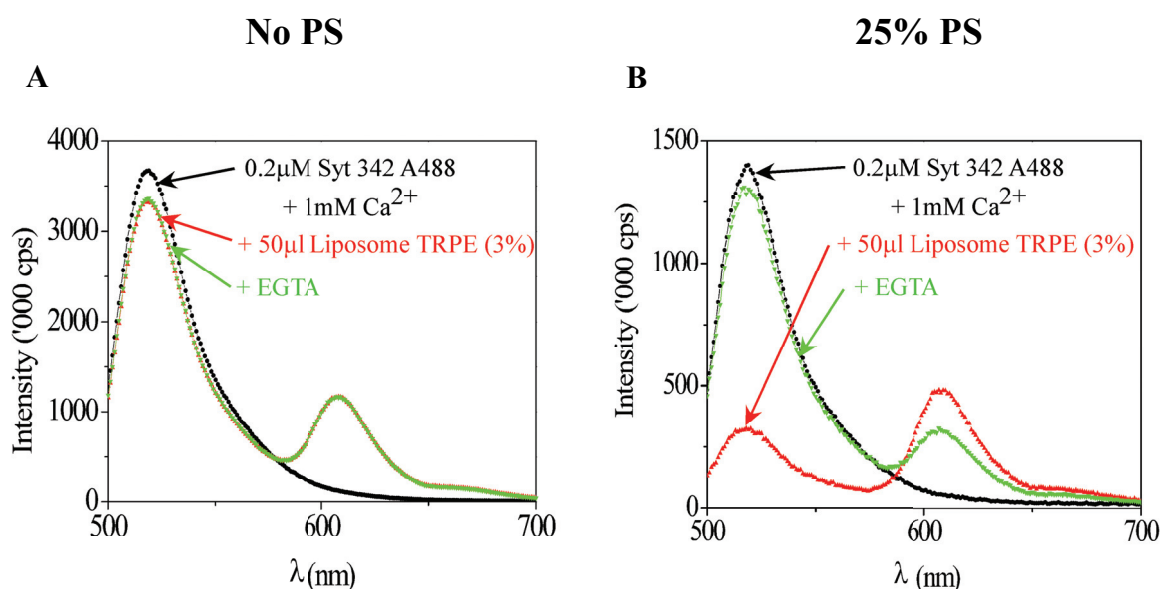 No PS
25% PS
A
4000
3000
2000
1000
0
500
600
700
Intensity ('000 cps)
λ (nm)
0.2μM Syt 342 A488
+ 1mM Ca2+
+ 50μl Liposome TRPE (3%)
+ EGTA
B
1500
1000
500
0
500
600
700
Intensity ('000 cps)
λ (nm)
0.2μM Syt 342 A488
+ 1mM Ca2+
+ 50μl Liposome TRPE (3%)
+ EGTA